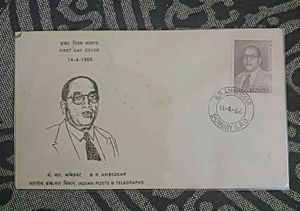 प्रथम दिवस आवरण
FIRST DAY COVER
14-4-1966
INDIA
B.R. AMBEDKAR
14-4-66
BOMBAY G.P.O.
बी. आर. अम्बेडकर B. R. AMBEDKAR
भारतीय डाक-तार विभाग INDIAN POSTS & TELEGRAPHS